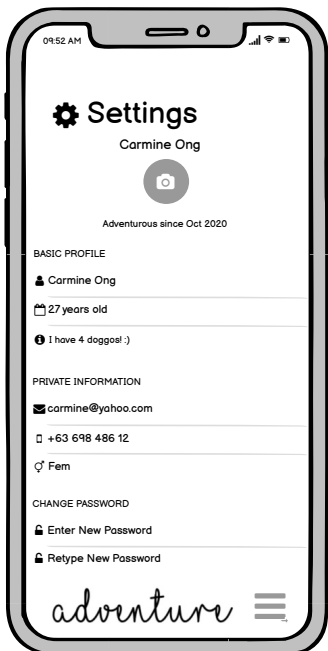 09:52 AM
Settings
Carmine Ong
Adventurous since Oct 2020
BASIC PROFILE
Carmine Ong
27 years old
I have 4 doggos! :)
PRIVATE INFORMATION
carmine@yahoo.com
+63 698 486 12
Fem
CHANGE PASSWORD
Enter New Password
Retype New Password
adventure